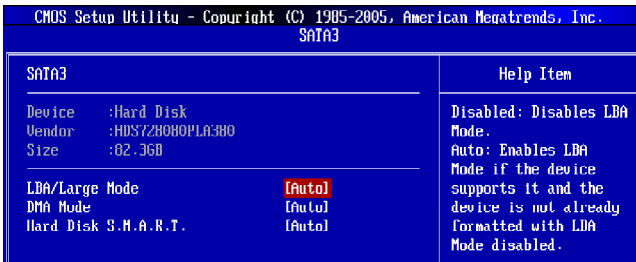 CMOS Setup Utility - Copyright (C) 1985-2005, American Megatrends, Inc.
SATA3
SATA3
Device :Hard Disk
Vendor :HDS728080PLA380
Size :82.3GB
LBA/Large Mode [Auto]
DMA Mode [Auto]
Hard Disk S.M.A.R.T. [Auto]
Help Item
Disabled: Disables LBA
Mode.
Auto: Enables LBA
Mode if the device
supports it and the
device is not already
formatted with LBA
Mode disabled.